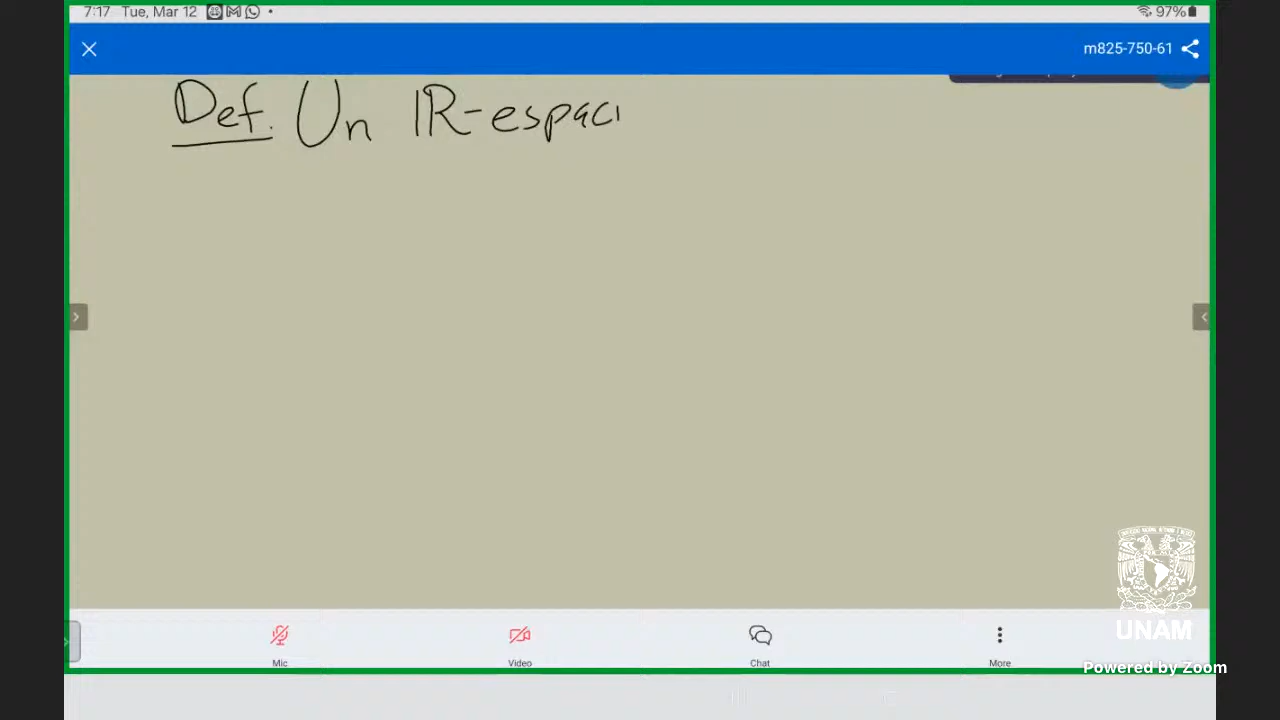 7:17 Tue, Mar 12 97%
m825-750-61
Def. Un IR-espaci
Mic Video Chat More
UNAM
Powered by Zoom